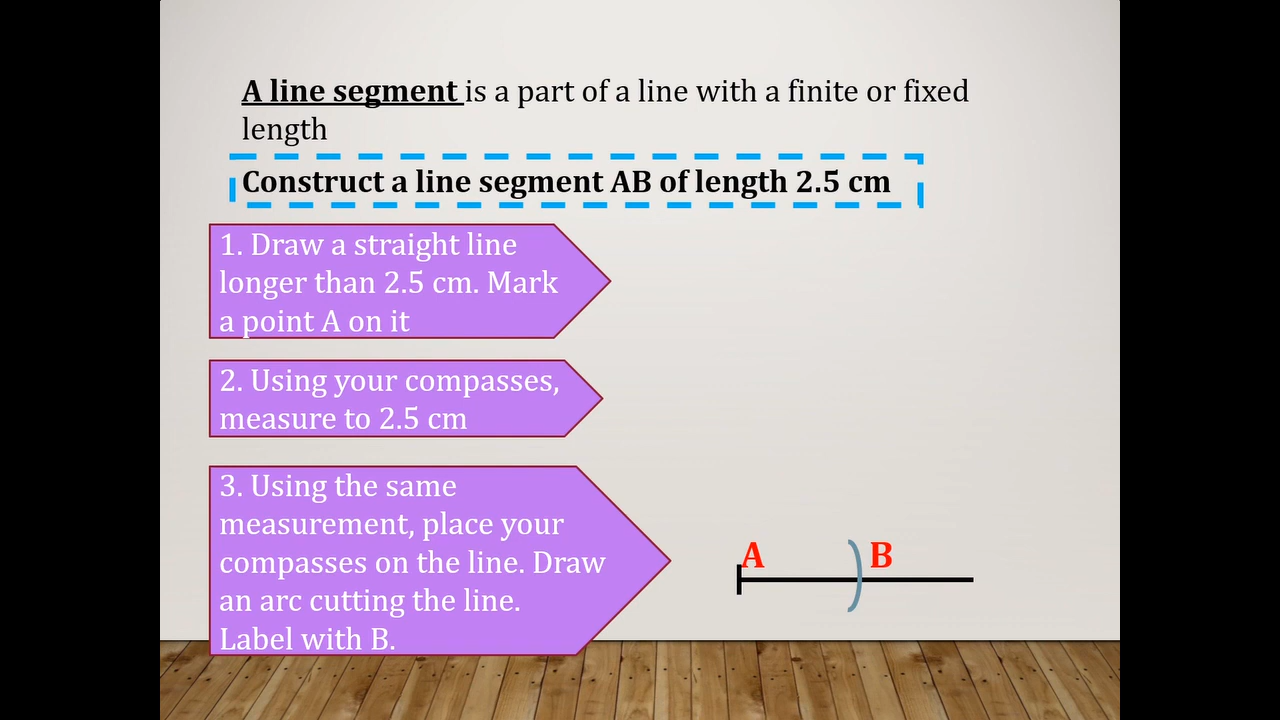 A line segment is a part of a line with a finite or fixed
length
Construct a line segment AB of length 2.5 cm
1. Draw a straight line
longer than 2.5 cm. Mark
a point A on it
2. Using your compasses,
measure to 2.5 cm
3. Using the same
measurement, place your
compasses on the line. Draw
an arc cutting the line.
Label with B.
A
B